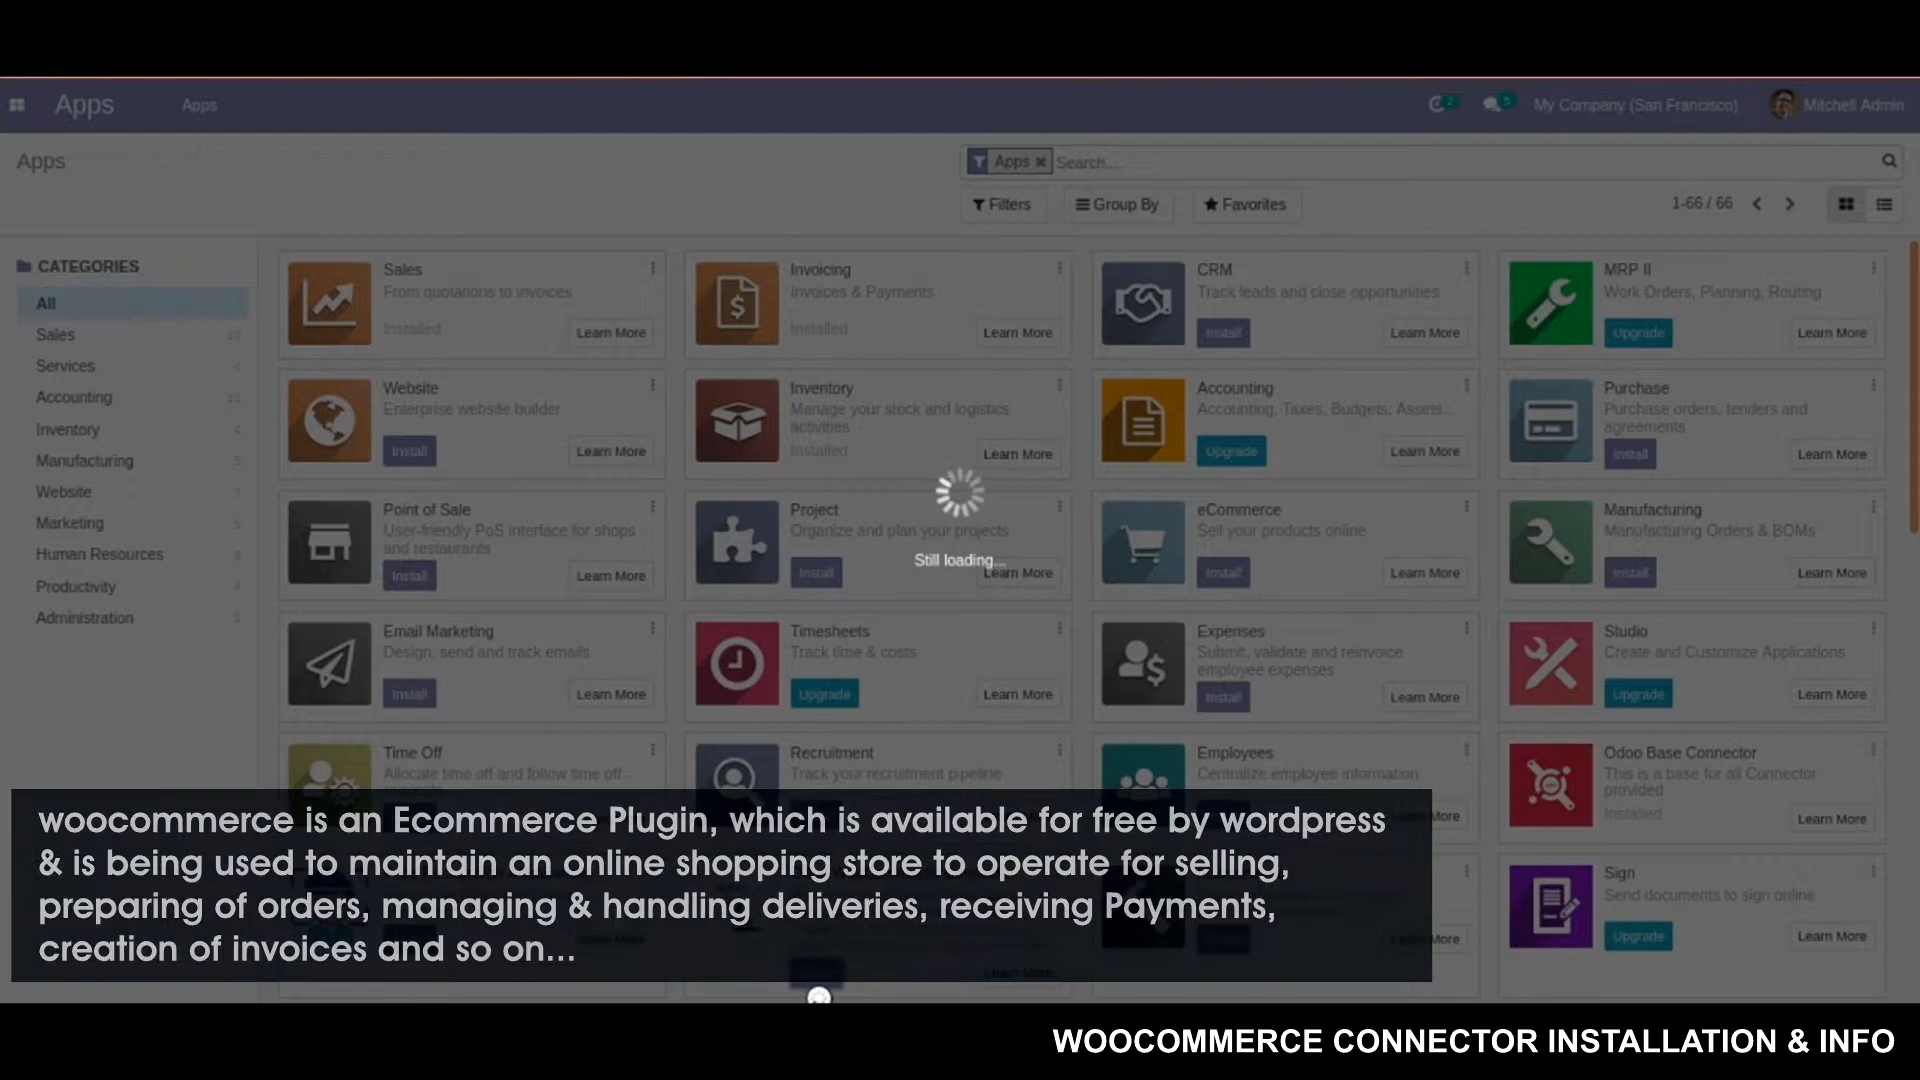 Apps
Apps
2
5
My Company (San Francisco)
Mitchell Admin
Apps
Apps ✖ Search...
Filters
Group By
Favorites
1-66 / 66
CATEGORIES
All
Sales
Services
Accounting
Inventory
Manufacturing
Website
Marketing
Human Resources
Productivity
Administration
Sales
From quotations to invoices
Installed
Learn More
Invoicing
Invoices & Payments
Installed
Learn More
CRM
Track leads and close opportunities
Install
Learn More
MRP II
Work Orders, Planning, Routing
Upgrade
Learn More
Website
Enterprise website builder
Install
Learn More
Inventory
Manage your stock and logistics
activities
Installed
Learn More
Accounting
Accounting, Taxes, Budgets, Assets...
Upgrade
Learn More
Purchase
Purchase orders, tenders and
agreements
Install
Learn More
Point of Sale
User-friendly PoS interface for shops
and restaurants
Install
Learn More
Project
Organize and plan your projects
Install
Learn More
Still loading...
eCommerce
Sell your products online
Install
Learn More
Manufacturing
Manufacturing Orders & BOMs
Install
Learn More
Email Marketing
Design, send and track emails
Install
Learn More
Timesheets
Track time & costs
Upgrade
Learn More
Expenses
Submit, validate and reinvoice
employee expenses
Install
Learn More
Studio
Create and Customize Applications
Upgrade
Learn More
Time Off
Allocate time off and follow time off
Recruitment
Track your recruitment pipeline
Employees
Centralize employee information
More
Odoo Base Connector
This is a base for all Connector
provided
Installed
Learn More
Sign
Send documents to sign online
Upgrade
Learn More
More
woocommerce is an Ecommerce Plugin, which is available for free by wordpress
& is being used to maintain an online shopping store to operate for selling,
preparing of orders, managing & handling deliveries, receiving Payments,
creation of invoices and so on...
WOOCOMMERCE CONNECTOR INSTALLATION & INFO